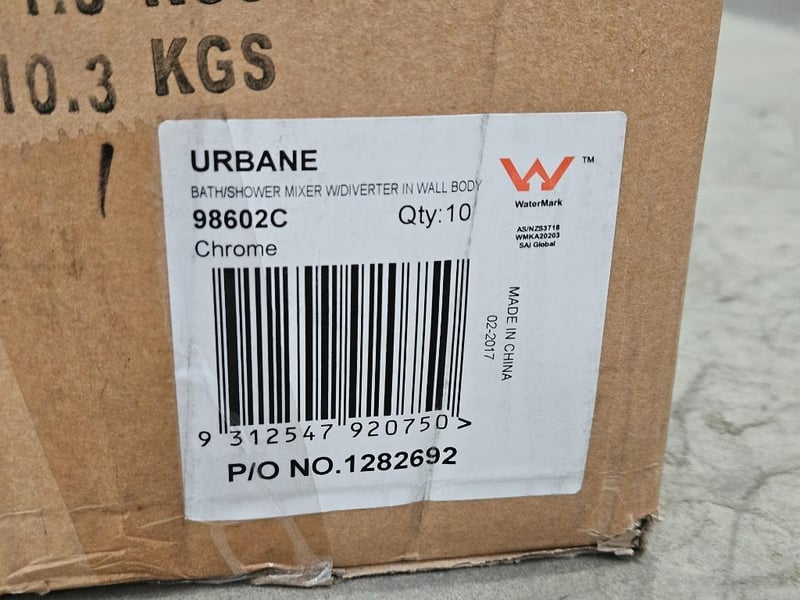 10.3 KGS
URBANE
BATH/SHOWER MIXER W/DIVERTER IN WALL BODY
98602C Qty:10
Chrome
TM
WaterMark
AS/NZS3718
WMKA20203
SAI Global
MADE IN CHINA
02-2017
9 312547 920750 >
P/O NO.1282692